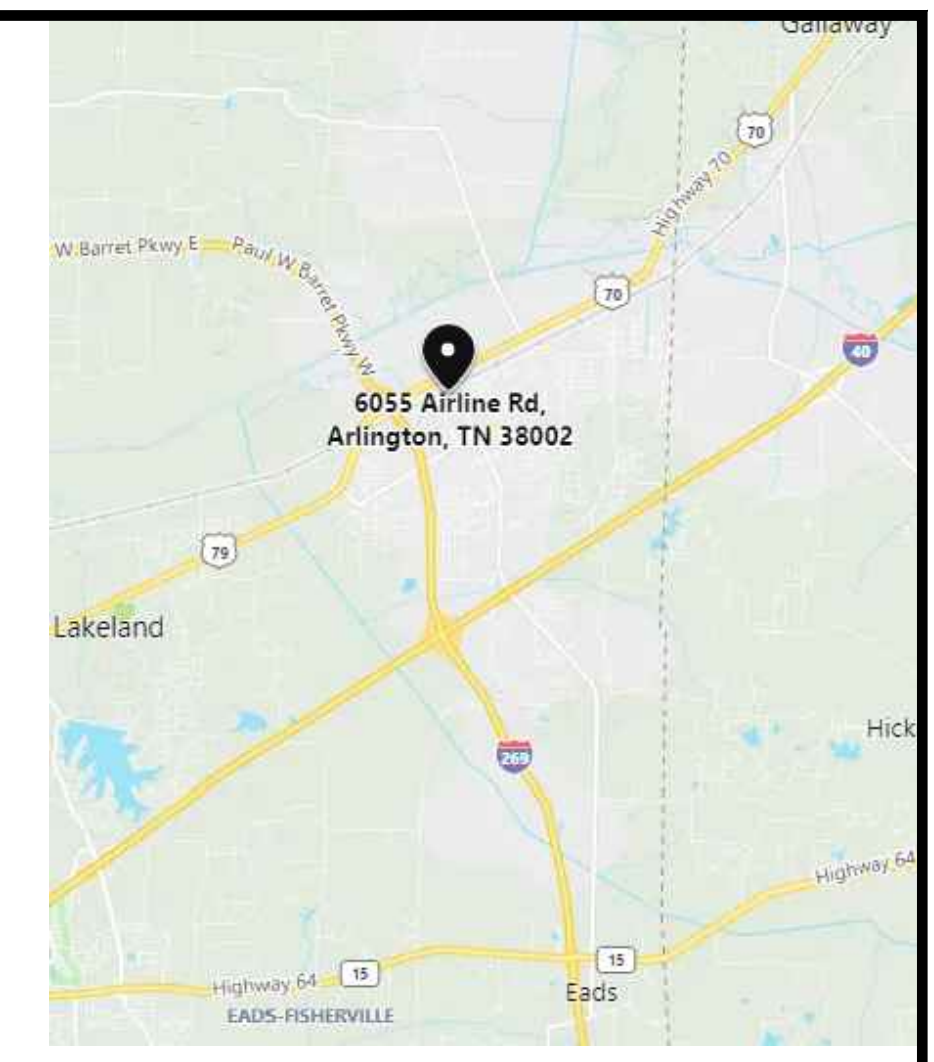 Gallaway
70
Highway 70
W Barret Pkwy E
Paul W Barret Pkwy W
70
40
6055 Airline Rd,
Arlington, TN 38002
79
Lakeland
Hick
269
Highway 64
15
Highway 64
15
Eads
EADS-FISHERVILLE